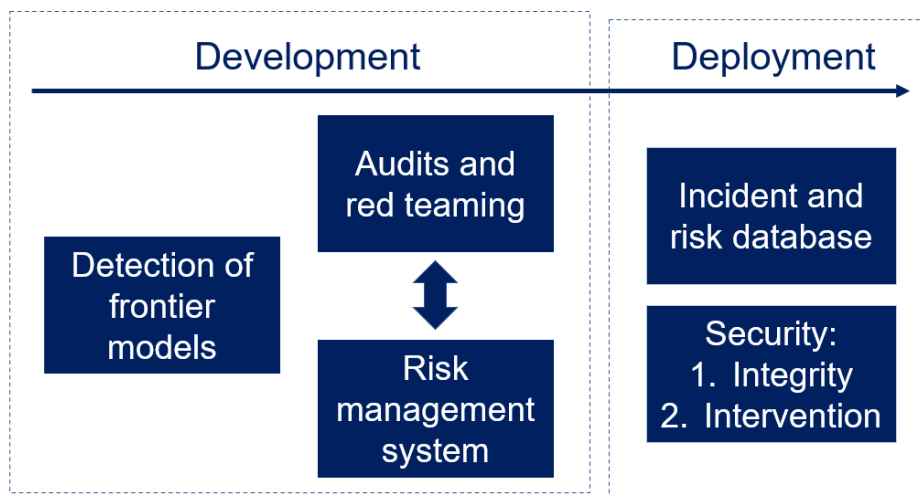 Development
Deployment
Audits and
red teaming
Detection of
frontier
models
Risk
management
system
Incident and
risk database
Security:
1. Integrity
2. Intervention